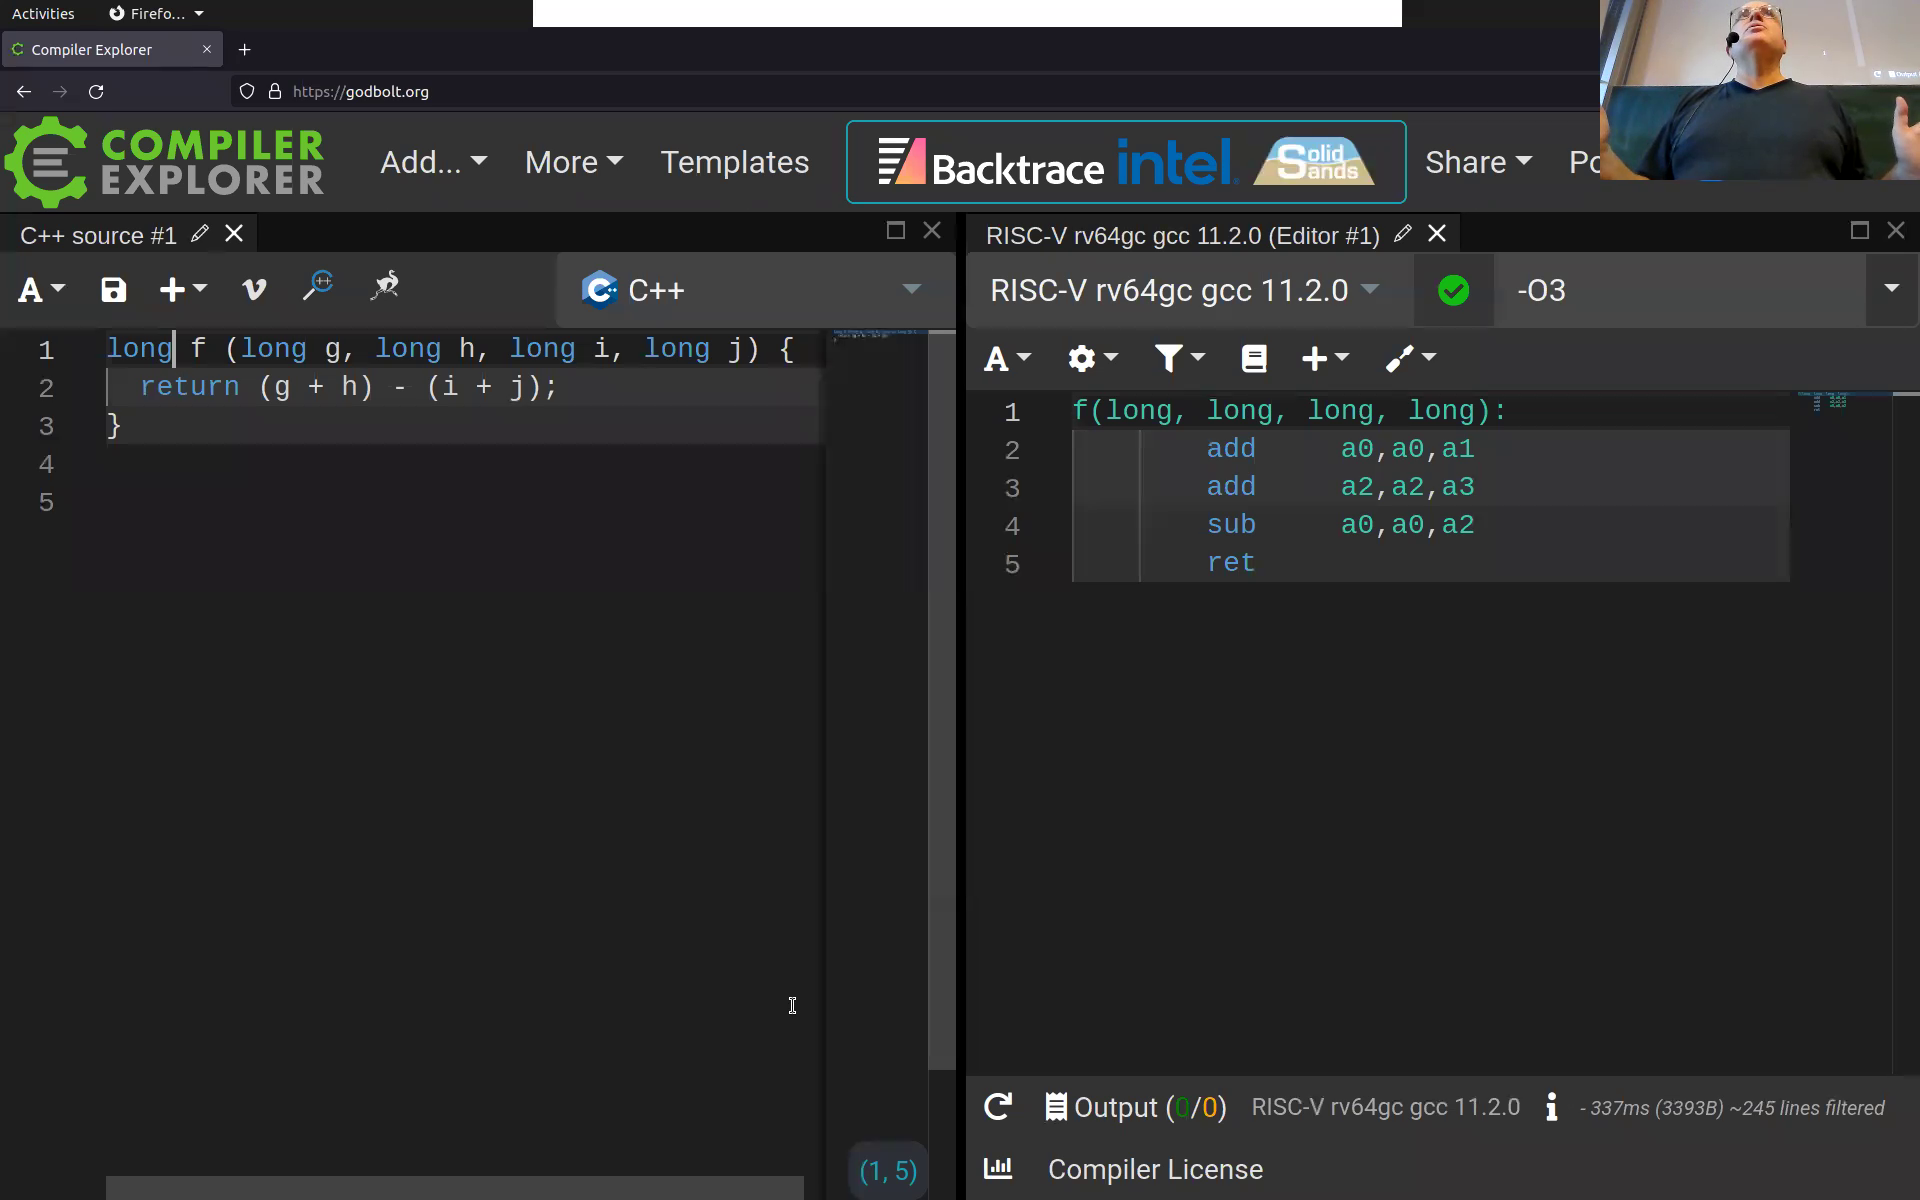 Activities Firefo...
Compiler Explorer
https://godbolt.org
COMPILER
EXPLORER
Add... More Templates Backtrace intel Solid Sands Share Po
C++ source #1
RISC-V rv64gc gcc 11.2.0 (Editor #1)
A C++
RISC-V rv64gc gcc 11.2.0 -O3
1 long f (long g, long h, long i, long j) {
2 return (g + h) - (i + j);
3 }
4
5
(1, 5)
A
1 f(long, long, long, long):
2 add a0,a0,a1
3 add a2,a2,a3
4 sub a0,a0,a2
5 ret
Output (0/0) RISC-V rv64gc gcc 11.2.0 - 337ms (3393B) ~245 lines filtered
Compiler License